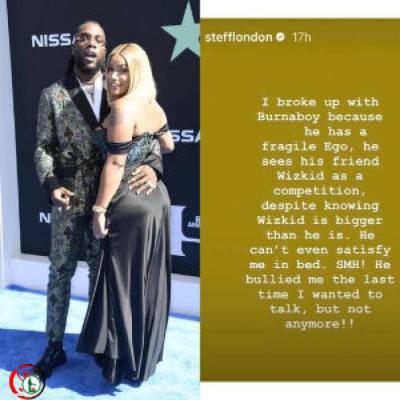 NISSAN
NISSA
stefflondon 17h
I broke up with
Burnaboy because
he has a
fragile Ego, he
sees his friend
Wizkid as a
competition,
despite knowing
Wizkid is bigger
than he is. He
can't even satisfy
me in bed. SMH! He
bullied me the last
time I wanted to
talk, but not
anymore!!